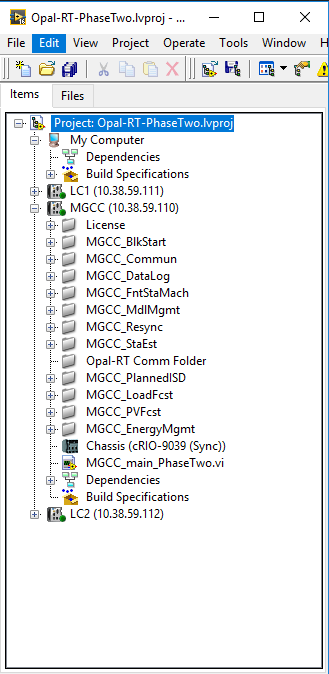 Opal-RT-PhaseTwo.lvproj - ...
File Edit View Project Operate Tools Window
Items Files
Project: Opal-RT-PhaseTwo.lvproj
My Computer
Dependencies
Build Specifications
LC1 (10.38.59.111)
MGCC (10.38.59.110)
License
MGCC_BlkStart
MGCC_Commun
MGCC_DataLog
MGCC_FntStaMach
MGCC_MdlMgmt
MGCC_Resync
MGCC_StaEst
Opal-RT Comm Folder
MGCC_PlannedISD
MGCC_LoadFcst
MGCC_PVFcst
MGCC_EnergyMgmt
Chassis (cRIO-9039 (Sync))
MGCC_main_PhaseTwo.vi
Dependencies
Build Specifications
LC2 (10.38.59.112)